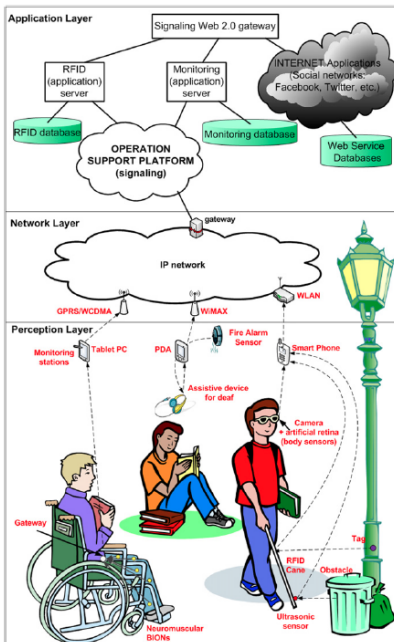 Application Layer
Signaling Web 2.0 gateway
RFID
(application)
server
Monitoring
(application)
server
INTERNET Applications
(Social networks:
Facebook, Twitter, etc.)
RFID database
OPERATION
SUPPORT PLATFORM
(signaling)
Monitoring database
Web Service
Databases
Network Layer
gateway
IP network
GPRS/WCDMA
WiMAX
WLAN
Perception Layer
Monitoring
stations
Tablet PC
PDA
Fire Alarm
Sensor
Smart Phone
Assistive device
for deaf
Camera
+ artificial retina
(body sensors)
Gateway
Tag
RFID
Cane
Obstacle
Ultrasonic
sensor
Neuromuscular
BIONs